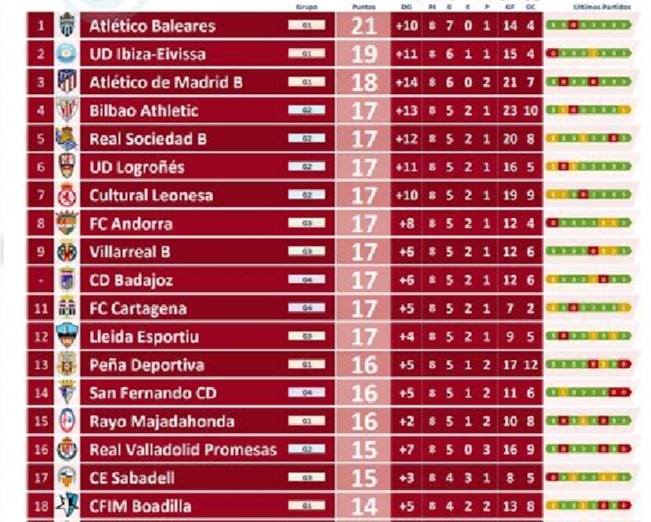 Grupo Puntos DG PJ G E P GF GC Ultimos Partidos
1 Atlético Baleares G1 21 +10 8 7 0 1 14 4
2 UD Ibiza-Eivissa G1 19 +11 8 6 1 1 15 4
3 Atlético de Madrid B G1 18 +14 8 6 0 2 21 7
4 Bilbao Athletic G2 17 +13 8 5 2 1 23 10
5 Real Sociedad B G2 17 +12 8 5 2 1 20 8
6 UD Logroñés G2 17 +11 8 5 2 1 16 5
7 Cultural Leonesa G2 17 +10 8 5 2 1 19 9
8 FC Andorra G3 17 +8 8 5 2 1 12 4
9 Villarreal B G3 17 +6 8 5 2 1 12 6
- CD Badajoz G4 17 +6 8 5 2 1 12 6
11 FC Cartagena G4 17 +5 8 5 2 1 7 2
12 Lleida Esportiu G3 17 +4 8 5 2 1 9 5
13 Peña Deportiva G1 16 +5 8 5 1 2 17 12
14 San Fernando CD G4 16 +5 8 5 1 2 11 6
15 Rayo Majadahonda G1 16 +2 8 5 1 2 10 8
16 Real Valladolid Promesas G2 15 +7 8 5 0 3 16 9
17 CE Sabadell G3 15 +3 8 4 3 1 8 5
18 CFIM Boadilla G1 14 +5 8 4 2 2 13 8